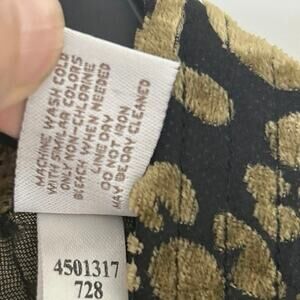 MACHINE WASH COLD
WITH SIMILAR COLORS
ONLY NON-CHLORINE
BLEACH WHEN NEEDED
LINE DRY
DO NOT IRON
MAY BE DRY CLEANED
4501317
728